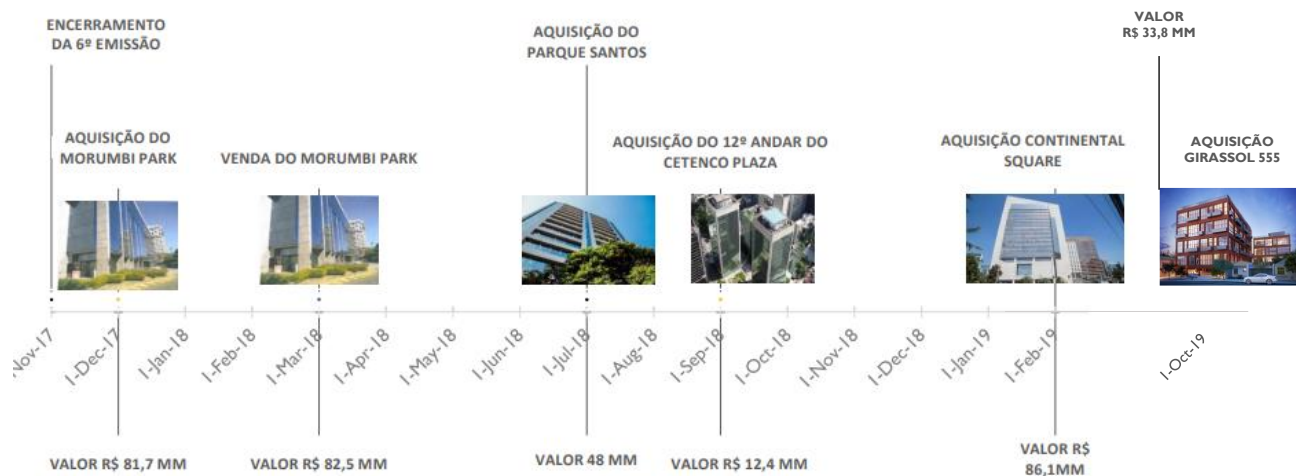 ENCERRAMENTO
DA 6º EMISSÃO
AQUISIÇÃO DO
PARQUE SANTOS
VALOR
R$ 33,8 MM
AQUISIÇÃO DO
MORUMBI PARK
VENDA DO MORUMBI PARK
AQUISIÇÃO DO 12º ANDAR DO
CETENCO PLAZA
AQUISIÇÃO CONTINENTAL
SQUARE
AQUISIÇÃO
GIRASSOL 555
Nov-17
1-Dec-17
1-Jan-18
1-Feb-18
1-Mar-18
1-Apr-18
1-May-18
1-Jun-18
1-Jul-18
1-Aug-18
1-Sep-18
1-Oct-18
1-Nov-18
1-Dec-18
1-Jan-19
1-Feb-19
1-Oct-19
VALOR R$ 81,7 MM
VALOR R$ 82,5 MM
VALOR 48 MM
VALOR R$ 12,4 MM
VALOR R$
86,1MM